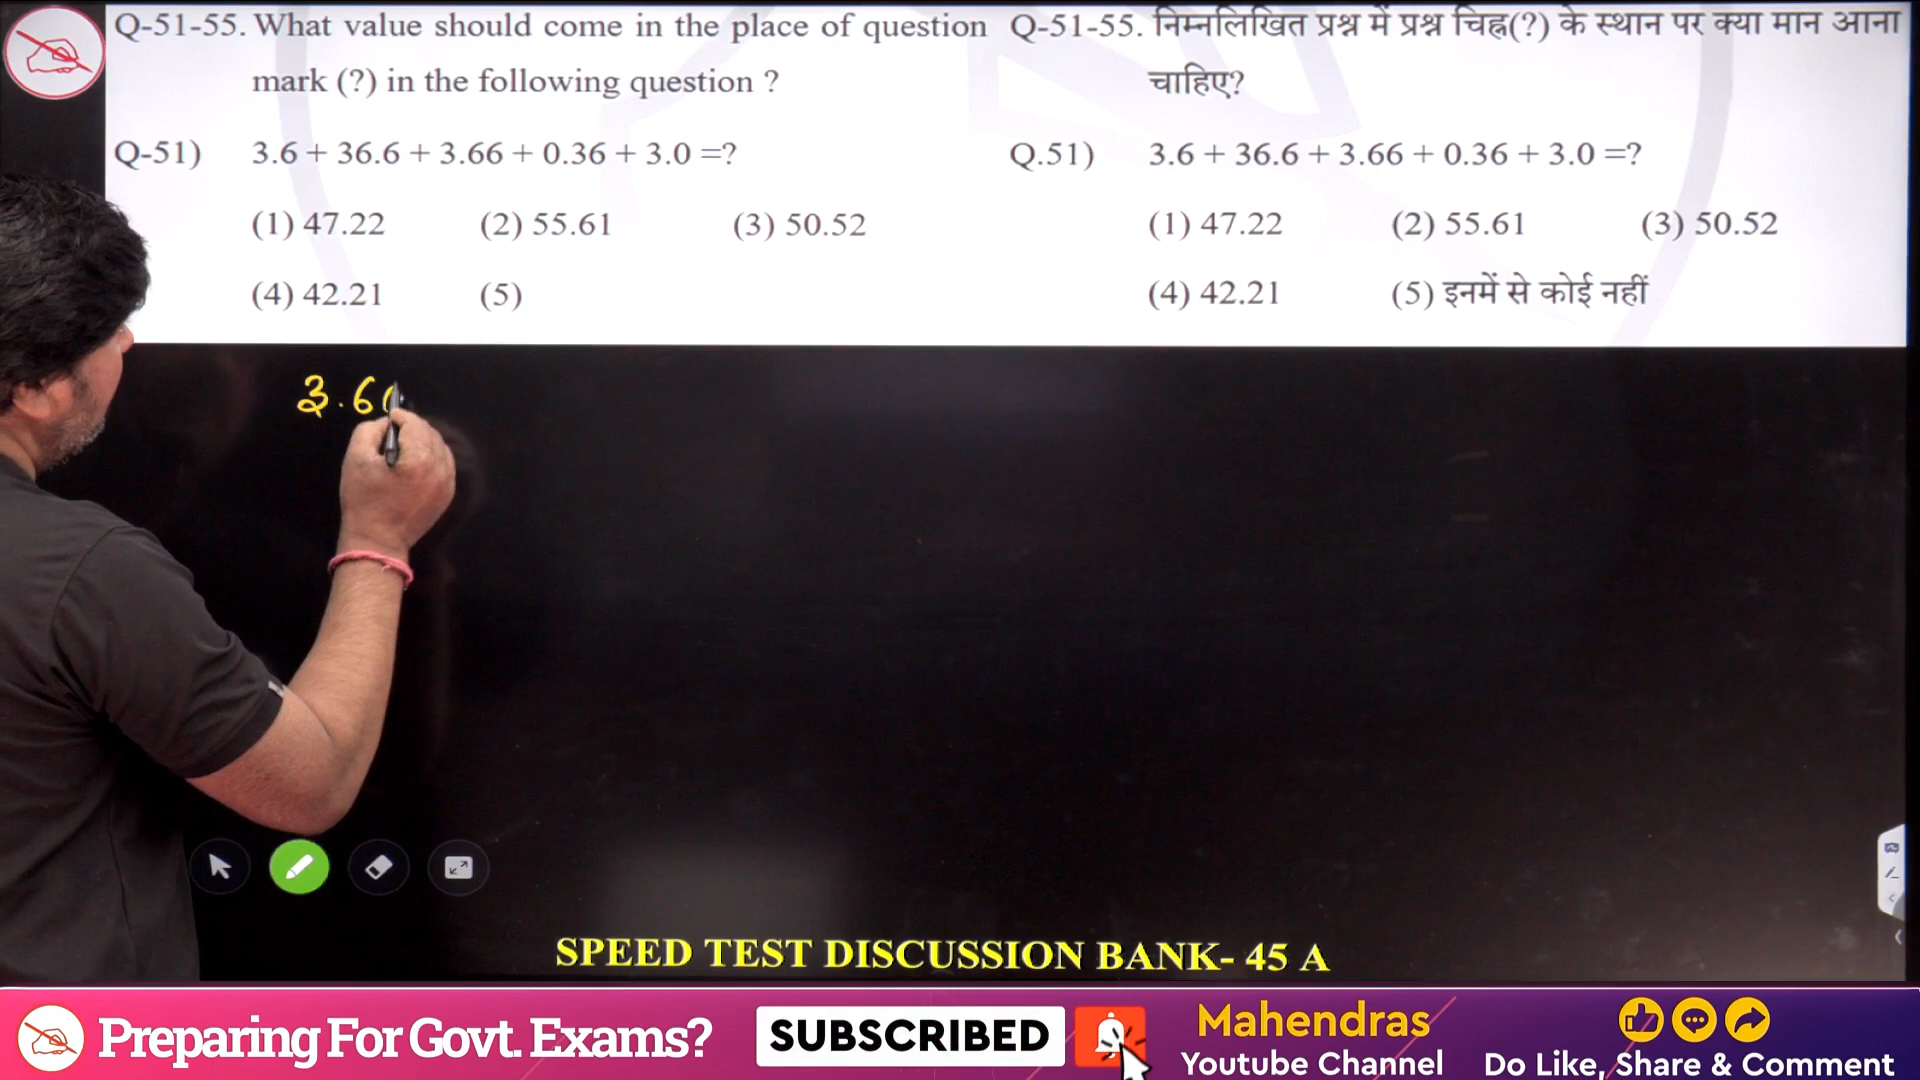 Q-51-55. What value should come in the place of question
mark (?) in the following question ?
Q-51) 3.6 + 36.6 + 3.66 + 0.36 + 3.0 =?
(1) 47.22 (2) 55.61 (3) 50.52
(4) 42.21 (5)
Q-51-55. निम्नलिखित प्रश्न में प्रश्न चिह्न(?) के स्थान पर क्या मान आना
चाहिए?
Q.51) 3.6 + 36.6 + 3.66 + 0.36 + 3.0 =?
(1) 47.22 (2) 55.61 (3) 50.52
(4) 42.21 (5) इनमें से कोई नहीं
3.60
SPEED TEST DISCUSSION BANK- 45 A
Preparing For Govt. Exams?
SUBSCRIBED
Mahendras
Youtube Channel
Do Like, Share & Comment